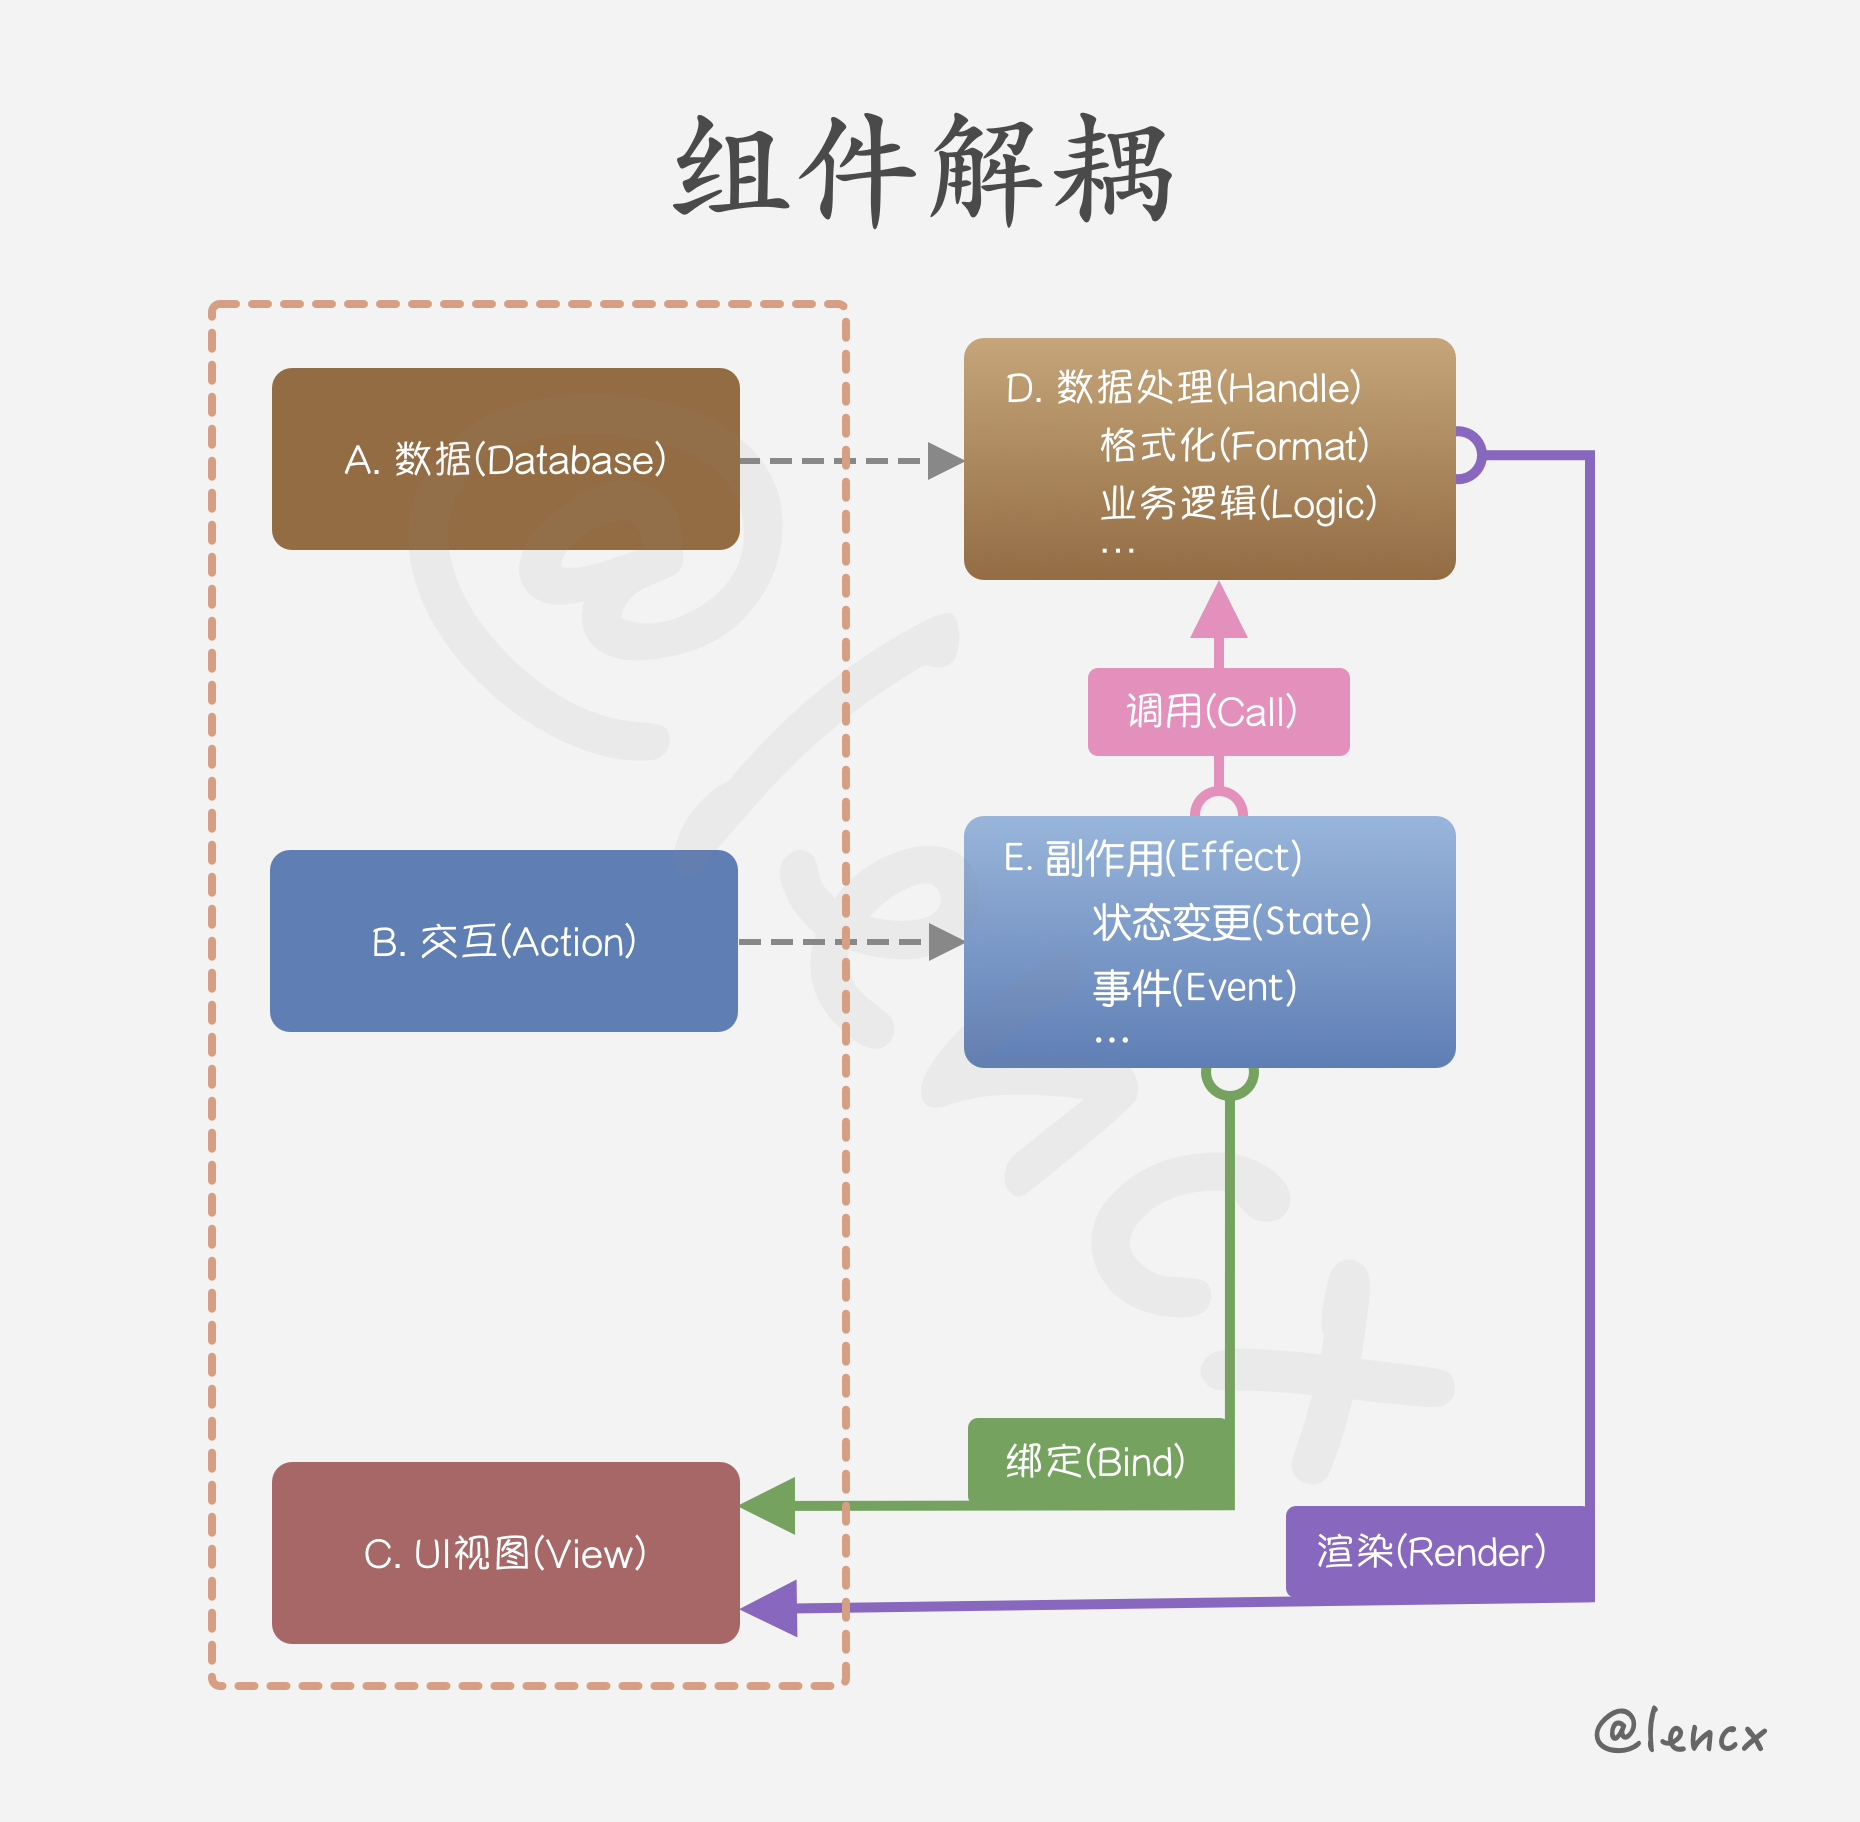 组件解耦
A. 数据(Database)
D. 数据处理(Handle)
格式化(Format)
业务逻辑(Logic)
...
调用(Call)
B. 交互(Action)
E. 副作用(Effect)
状态变更(State)
事件(Event)
...
绑定(Bind)
C. UI视图(View)
渲染(Render)
@lencx
@lencx